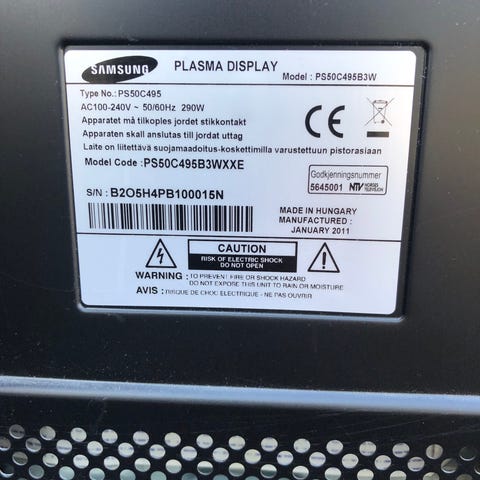 SAMSUNG
PLASMA DISPLAY
Model : PS50C495B3W
Type No.: PS50C495
AC100-240V ~ 50/60Hz 290W
Apparatet må tilkoples jordet stikkontakt
Apparaten skall anslutas till jordat uttag
Laite on liitettävä suojamaadoitus-koskettimilla varustettuun pistorasiaan
Model Code : PS50C495B3WXXE
Godkjenningsnummer
5645001 NTV NORGES TELEVISJON
S/N : B2O5H4PB100015N
MADE IN HUNGARY
MANUFACTURED :
JANUARY 2011
CAUTION
RISK OF ELECTRIC SHOCK
DO NOT OPEN
WARNING : TO PREVENT FIRE OR SHOCK HAZARD
DO NOT EXPOSE THIS UNIT TO RAIN OR MOISTURE
AVIS : RISQUE DE CHOC ELECTRIQUE - NE PAS OUVRIR